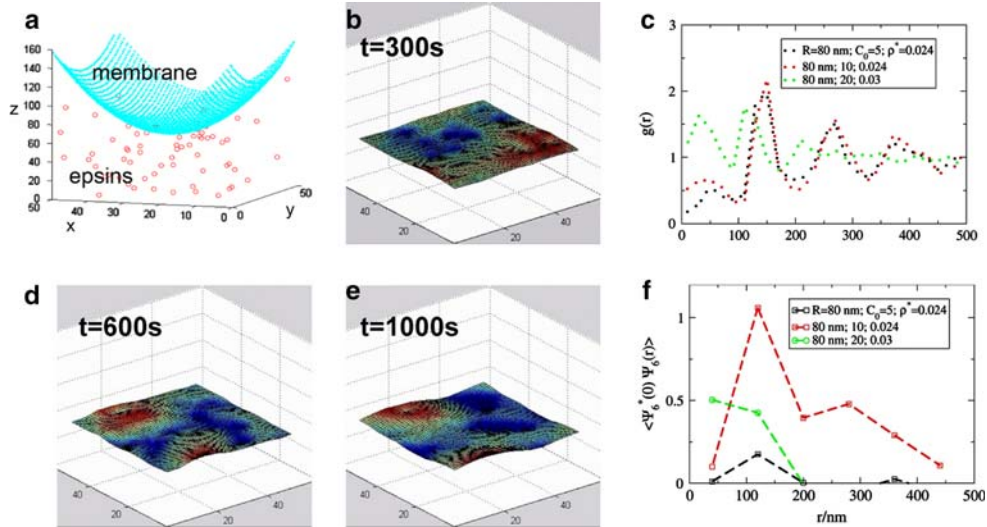 a
160
140
120
100
z
80
60
40
20
0
membrane
epsins
50
40
30
20
10
0
x
0
y
50
b
t=300s
40
20
20
40
c
R=80 nm; C₀=5; ρ*=0.024
80 nm; 10; 0.024
80 nm; 20; 0.03
g(r)
3
2
1
0
0
100
200
300
400
500
d
t=600s
40
20
20
40
e
t=1000s
40
20
20
40
f
R=80 nm; C₀=5; ρ*=0.024
80 nm; 10; 0.024
80 nm; 20; 0.03
<Ψ₆*(0) Ψ₆(r)>
1
0.5
0
0
100
200
300
400
500
r/nm